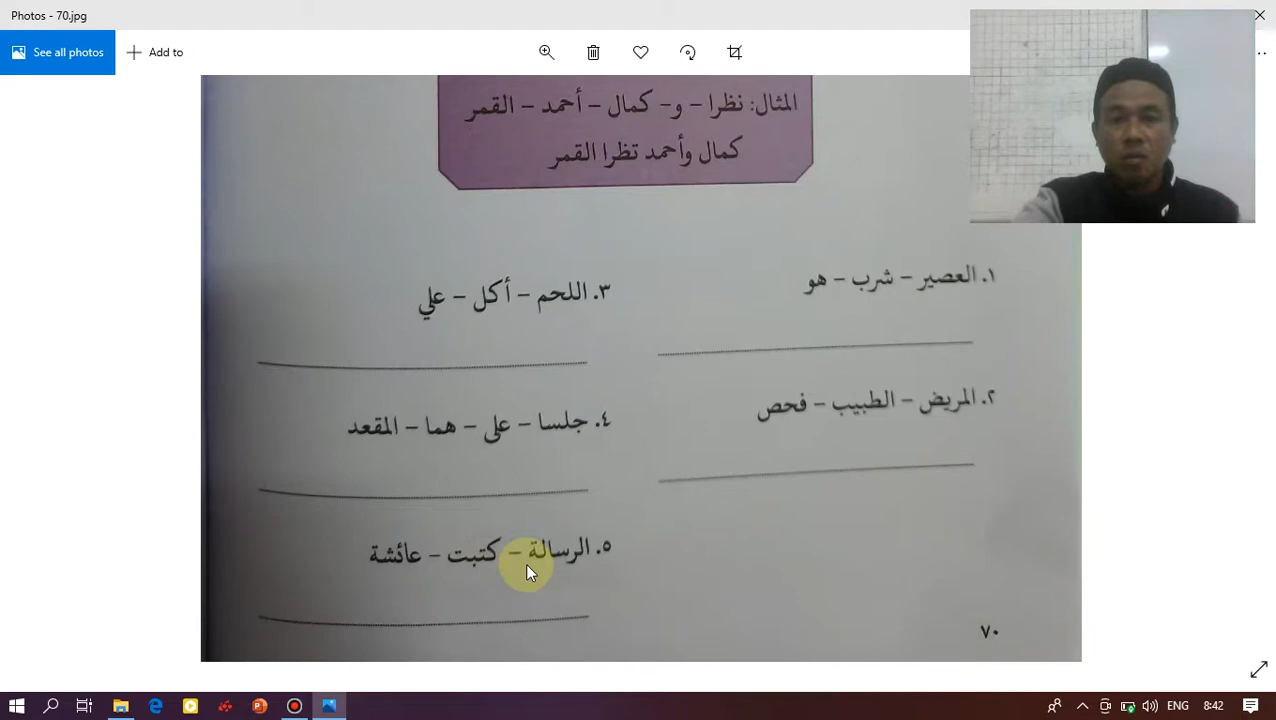 Photos - 70.jpg
See all photos
Add to
المثال: نظرا – و – كمال – أحمد – القمر
كمال وأحمد تظرا القمر
١. العصير – شرب – هو
٢. المريض – الطبيب – فحص
٣. اللحم – أكل – علي
٤. جلسا – على – هما – المقعد
٥. الرسالة – كتبت – عائشة
٧٠
ENG
8:42